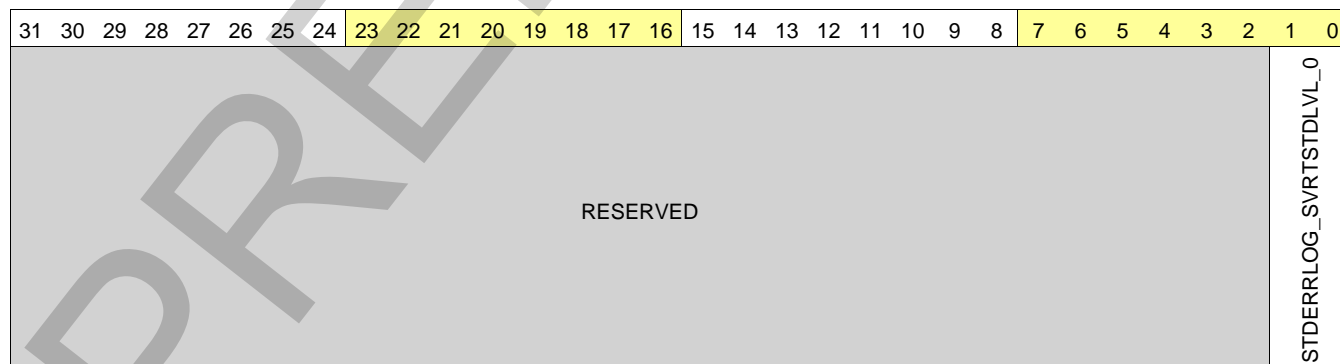 31 30 29 28 27 26 25 24 23 22 21 20 19 18 17 16 15 14 13 12 11 10 9 8 7 6 5 4 3 2 1 0
RESERVED
STDERRLOG_SVRTSTDLVL_0
PRE